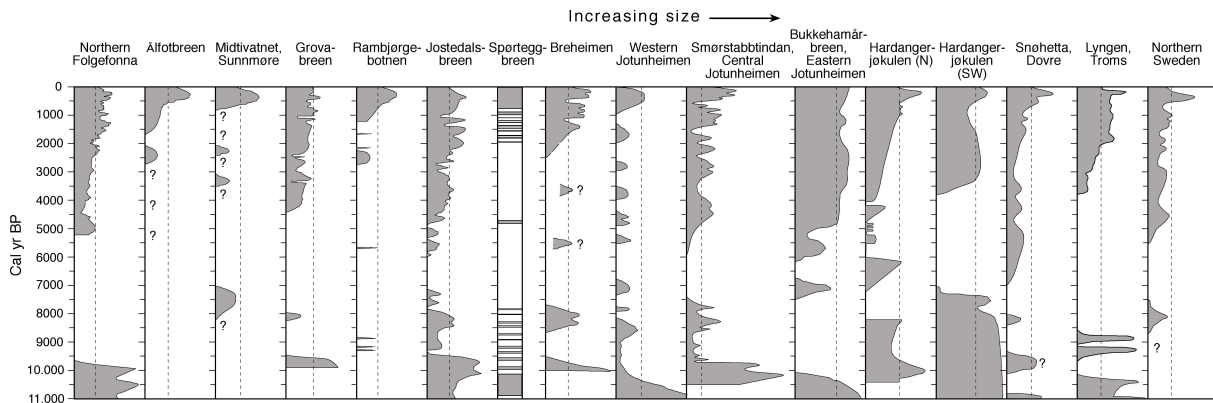 Increasing size
Northern
Folgefonna
Ålfotbreen
Midtivatnet,
Sunnmøre
Grova-
breen
Rambjørge-
botnen
Jostedals-
breen
Spørtegg-
breen
Breheimen
Western
Jotunheimen
Smørstabbtindan,
Central
Jotunheimen
Bukkehamår-
breen,
Eastern
Jotunheimen
Hardanger-
jøkulen (N)
Hardanger-
jøkulen
(SW)
Snøhetta,
Dovre
Lyngen,
Troms
Northern
Sweden
Cal yr BP
0
1000
2000
3000
4000
5000
6000
7000
8000
9000
10.000
11.000
?
?
?
?
?
?
?
?
?
?
?
?
?